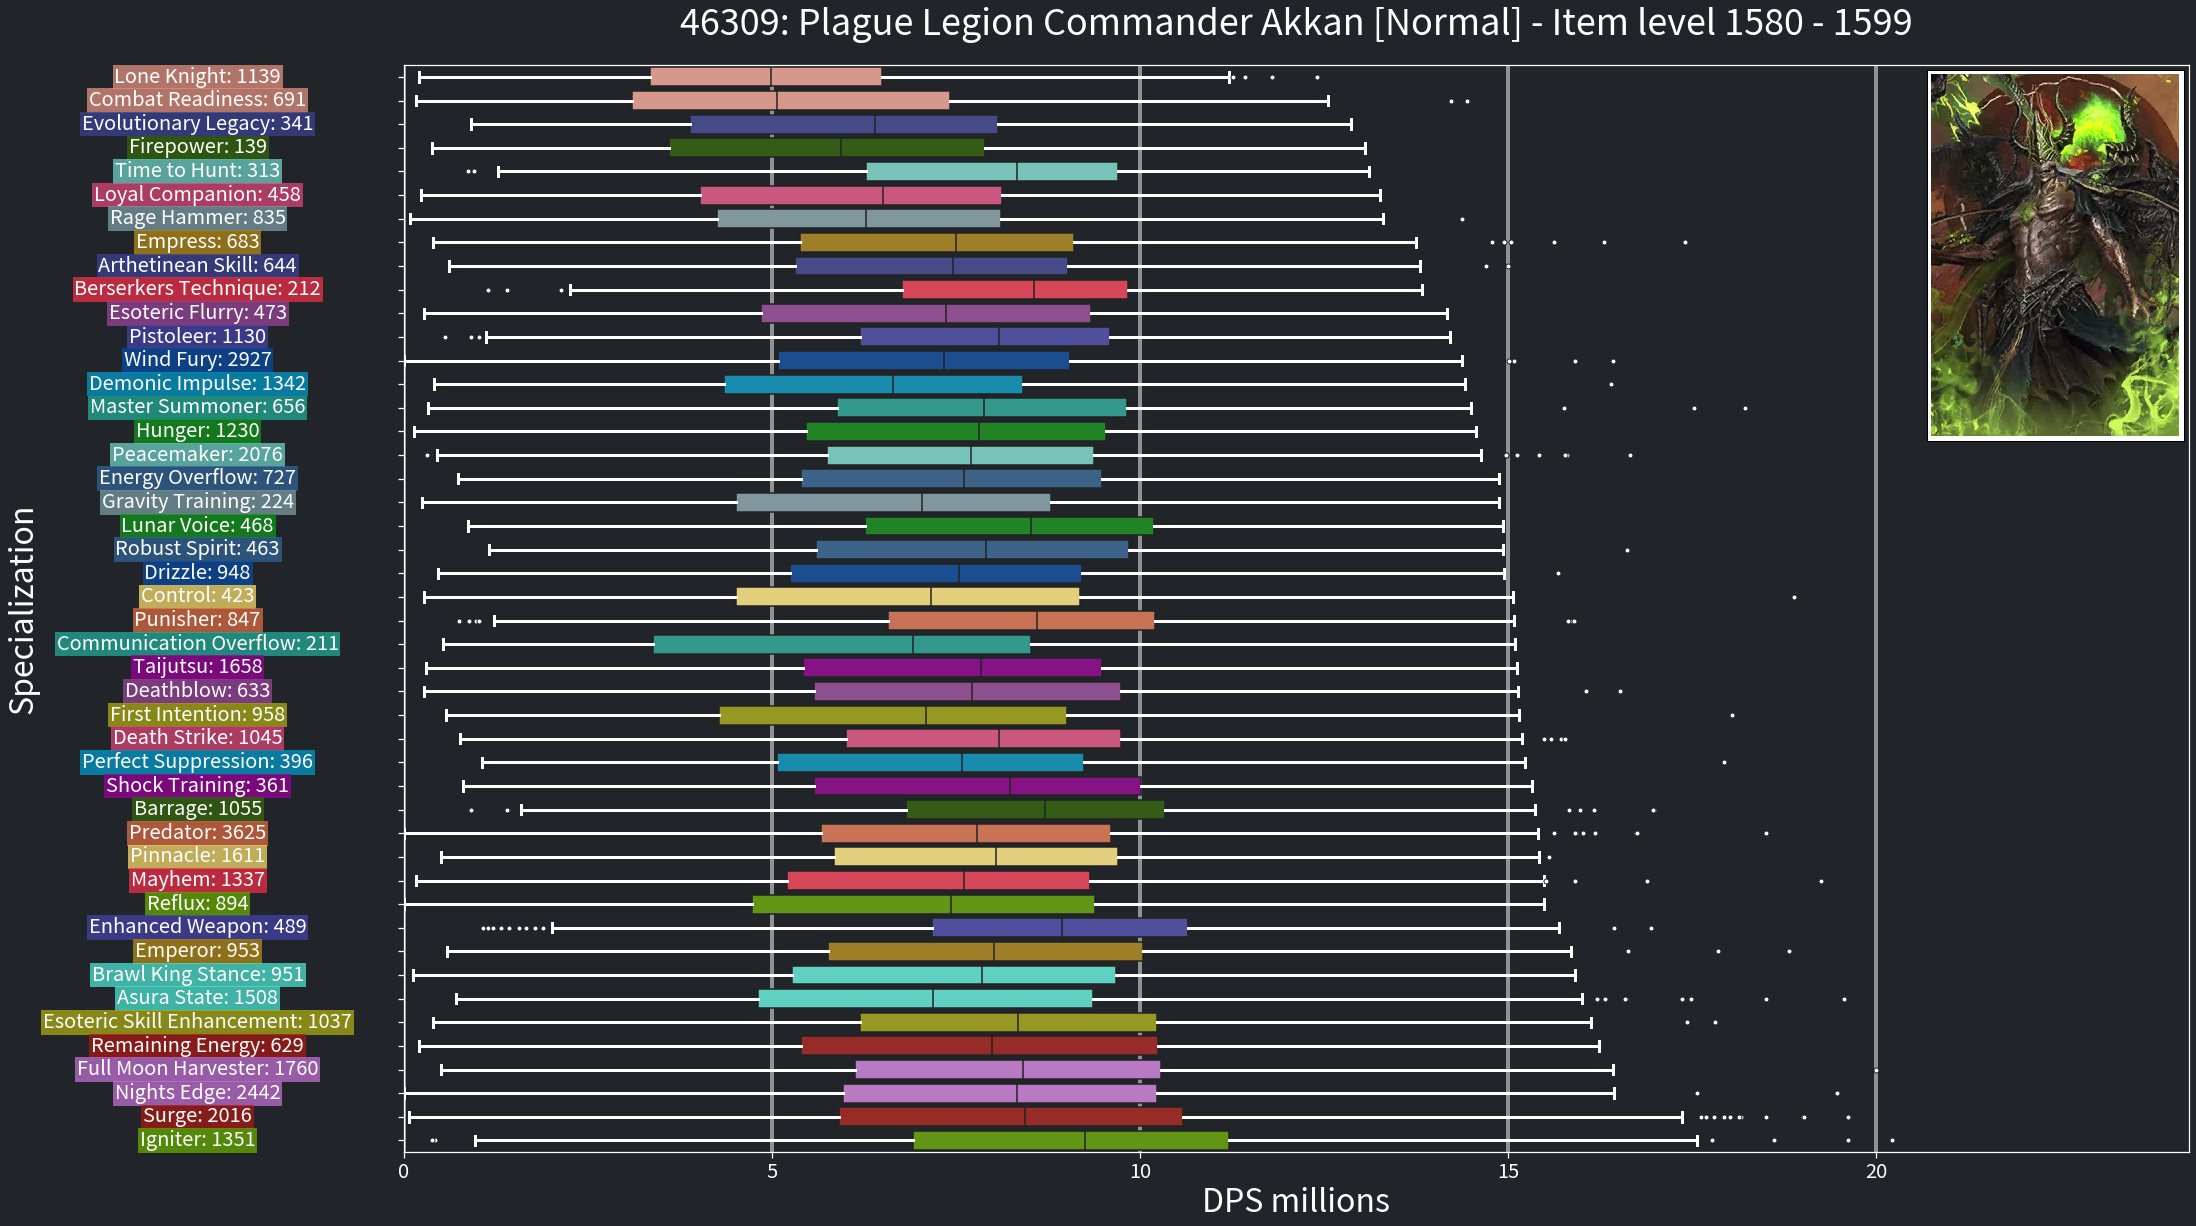 46309: Plague Legion Commander Akkan [Normal] - Item level 1580 - 1599
Lone Knight: 1139
Combat Readiness: 691
Evolutionary Legacy: 341
Firepower: 139
Time to Hunt: 313
Loyal Companion: 458
Rage Hammer: 835
Empress: 683
Arthetinean Skill: 644
Berserkers Technique: 212
Esoteric Flurry: 473
Pistoleer: 1130
Wind Fury: 2927
Demonic Impulse: 1342
Master Summoner: 656
Hunger: 1230
Peacemaker: 2076
Energy Overflow: 727
Gravity Training: 224
Lunar Voice: 468
Robust Spirit: 463
Drizzle: 948
Control: 423
Punisher: 847
Communication Overflow: 211
Taijutsu: 1658
Deathblow: 633
First Intention: 958
Death Strike: 1045
Perfect Suppression: 396
Shock Training: 361
Barrage: 1055
Predator: 3625
Pinnacle: 1611
Mayhem: 1337
Reflux: 894
Enhanced Weapon: 489
Emperor: 953
Brawl King Stance: 951
Asura State: 1508
Esoteric Skill Enhancement: 1037
Remaining Energy: 629
Full Moon Harvester: 1760
Nights Edge: 2442
Surge: 2016
Igniter: 1351
Specialization
0 5 10 15 20
DPS millions